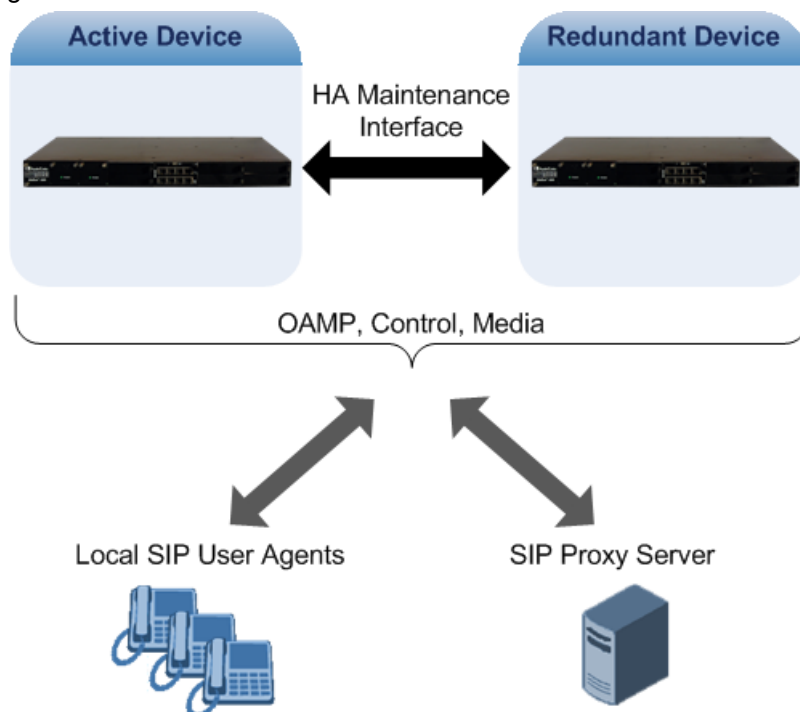 Active Device
Redundant Device
HA Maintenance
Interface
OAMP, Control, Media
Local SIP User Agents
SIP Proxy Server